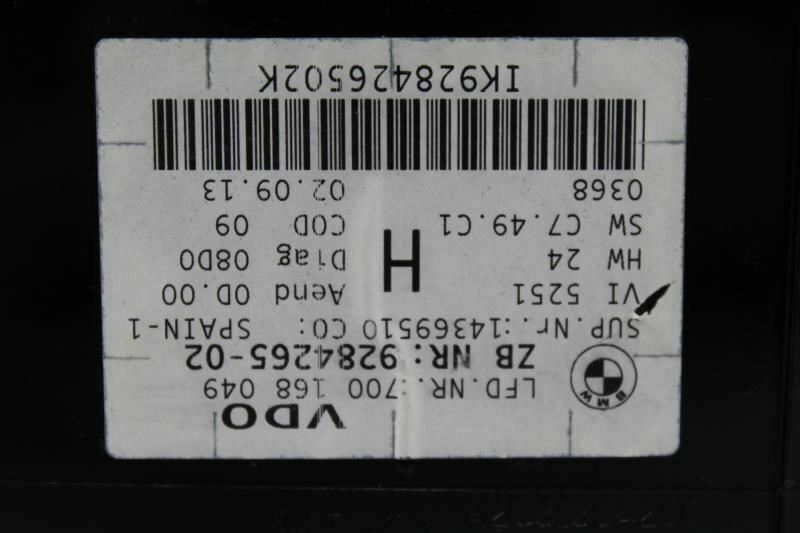 VDO
BMW
LFD.NR.:700 168 049
ZB NR: 9284265-02
SUP.Nr.:14369510 CO: SPAIN-1
VI 5251 Aend 0D.00
HW 24 Diag 08D0
H
SW C7.49.C1 COD 09
0368 02.09.13
IK928426502K